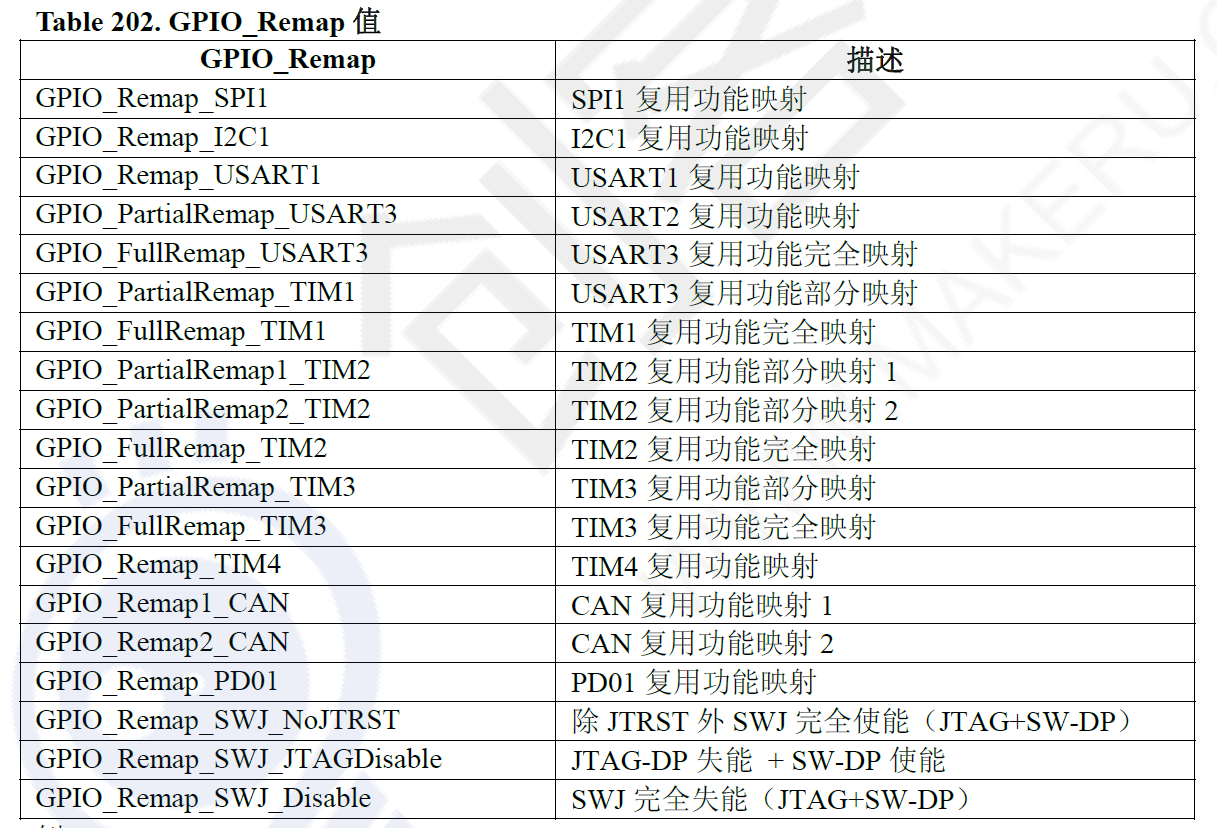 Table 202. GPIO_Remap 值
GPIO_Remap 描述
GPIO_Remap_SPI1 SPI1 复用功能映射
GPIO_Remap_I2C1 I2C1 复用功能映射
GPIO_Remap_USART1 USART1 复用功能映射
GPIO_PartialRemap_USART3 USART2 复用功能映射
GPIO_FullRemap_USART3 USART3 复用功能完全映射
GPIO_PartialRemap_TIM1 USART3 复用功能部分映射
GPIO_FullRemap_TIM1 TIM1 复用功能完全映射
GPIO_PartialRemap1_TIM2 TIM2 复用功能部分映射 1
GPIO_PartialRemap2_TIM2 TIM2 复用功能部分映射 2
GPIO_FullRemap_TIM2 TIM2 复用功能完全映射
GPIO_PartialRemap_TIM3 TIM3 复用功能部分映射
GPIO_FullRemap_TIM3 TIM3 复用功能完全映射
GPIO_Remap_TIM4 TIM4 复用功能映射
GPIO_Remap1_CAN CAN 复用功能映射 1
GPIO_Remap2_CAN CAN 复用功能映射 2
GPIO_Remap_PD01 PD01 复用功能映射
GPIO_Remap_SWJ_NoJTRST 除 JTRST 外 SWJ 完全使能（JTAG+SW-DP）
GPIO_Remap_SWJ_JTAGDisable JTAG-DP 失能 + SW-DP 使能
GPIO_Remap_SWJ_Disable SWJ 完全失能（JTAG+SW-DP）
创客
MAKERU.